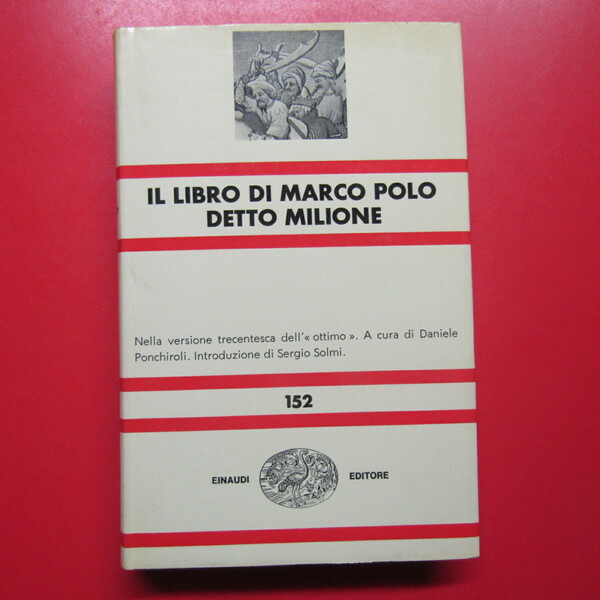 IL LIBRO DI MARCO POLO
DETTO MILIONE
Nella versione trecentesca dell'« ottimo ». A cura di Daniele
Ponchiroli. Introduzione di Sergio Solmi.
152
EINAUDI EDITORE